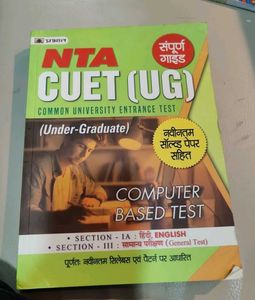 प्रभात
संपूर्ण
गाइड
NTA
CUET (UG)
COMMON UNIVERSITY ENTRANCE TEST
(Under-Graduate)
नवीनतम
सॉल्व्ड पेपर
सहित
COMPUTER
BASED TEST
• SECTION - IA : हिंदी, ENGLISH
• SECTION - III : सामान्य परीक्षण (General Test)
पूर्णतः नवीनतम सिलेबस एवं पैटर्न पर आधारित